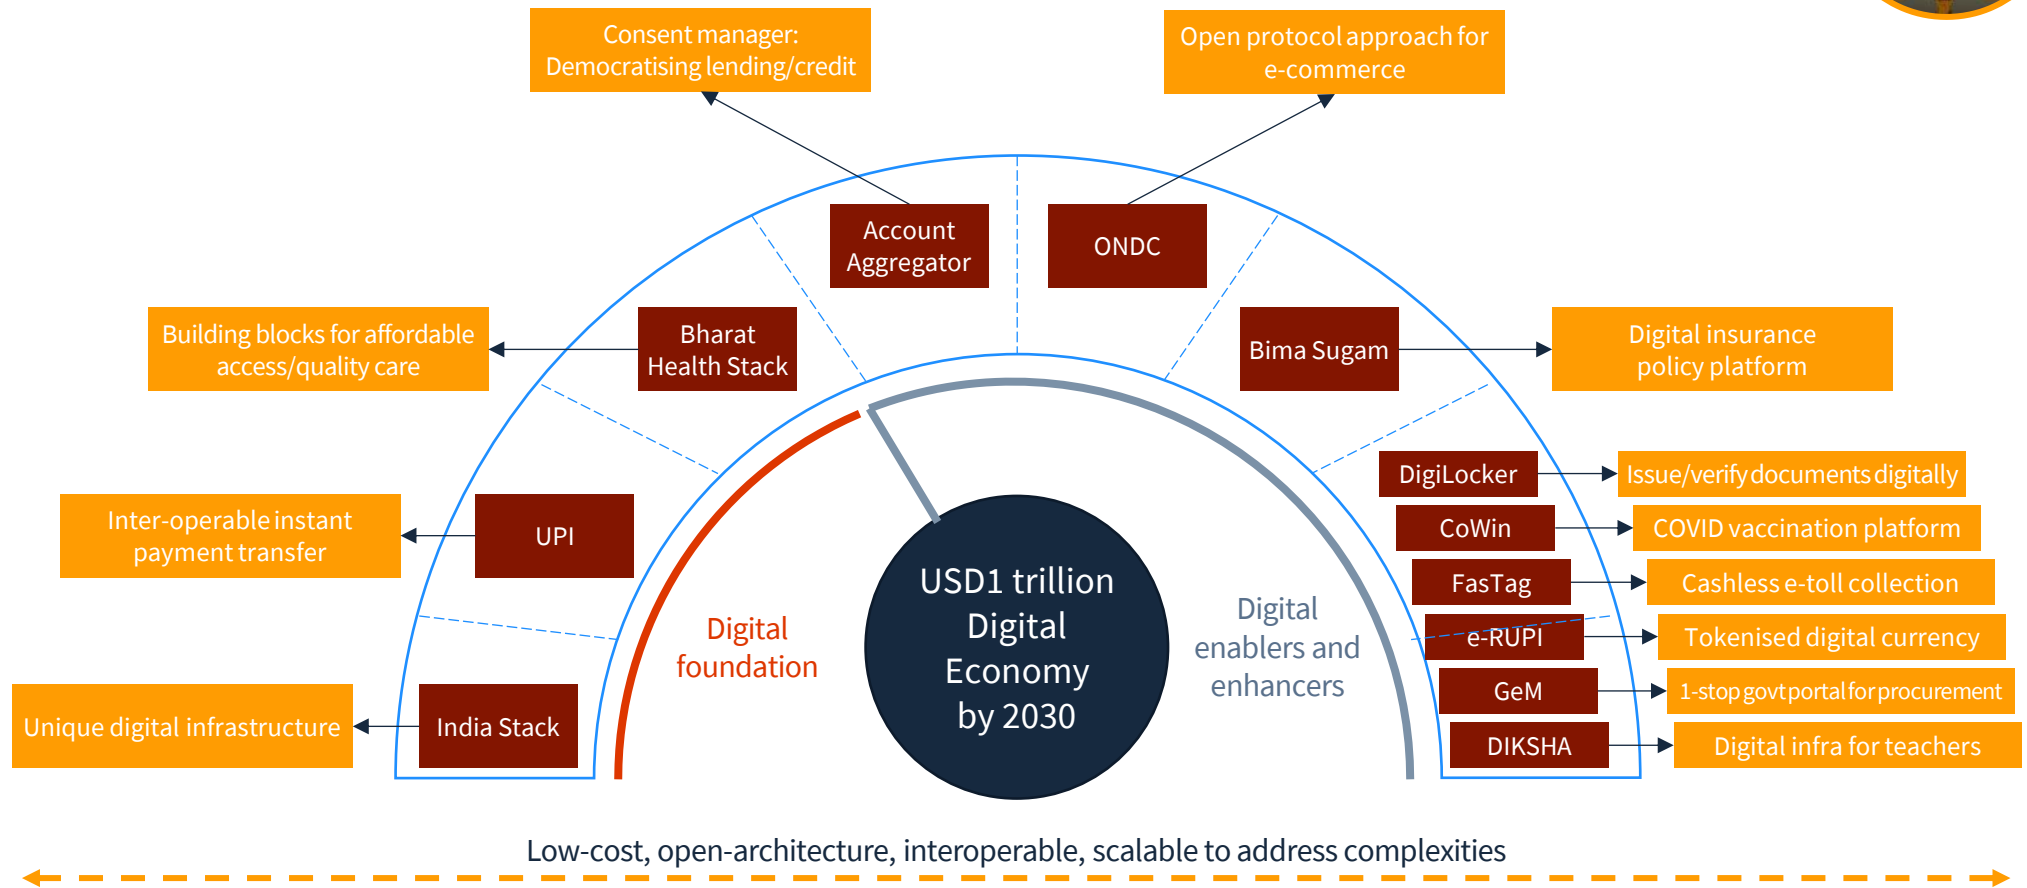 Consent manager:
Democratising lending/credit
Open protocol approach for
e-commerce
Account
Aggregator
ONDC
Building blocks for affordable
access/quality care
Bharat
Health Stack
Bima Sugam
Digital insurance
policy platform
DigiLocker
Issue/verify documents digitally
Inter-operable instant
payment transfer
UPI
CoWin
COVID vaccination platform
FasTag
Cashless e-toll collection
e-RUPI
Tokenised digital currency
GeM
1-stop govt portal for procurement
DIKSHA
Digital infra for teachers
Unique digital infrastructure
India Stack
Digital
foundation
USD1 trillion
Digital
Economy
by 2030
Digital
enablers and
enhancers
Low-cost, open-architecture, interoperable, scalable to address complexities